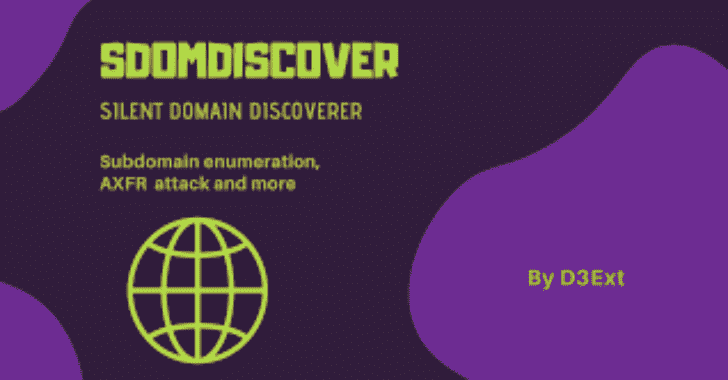 SDOMDISCOVER
SILENT DOMAIN DISCOVERER
Subdomain enumeration,
AXFR attack and more
By D3Ext